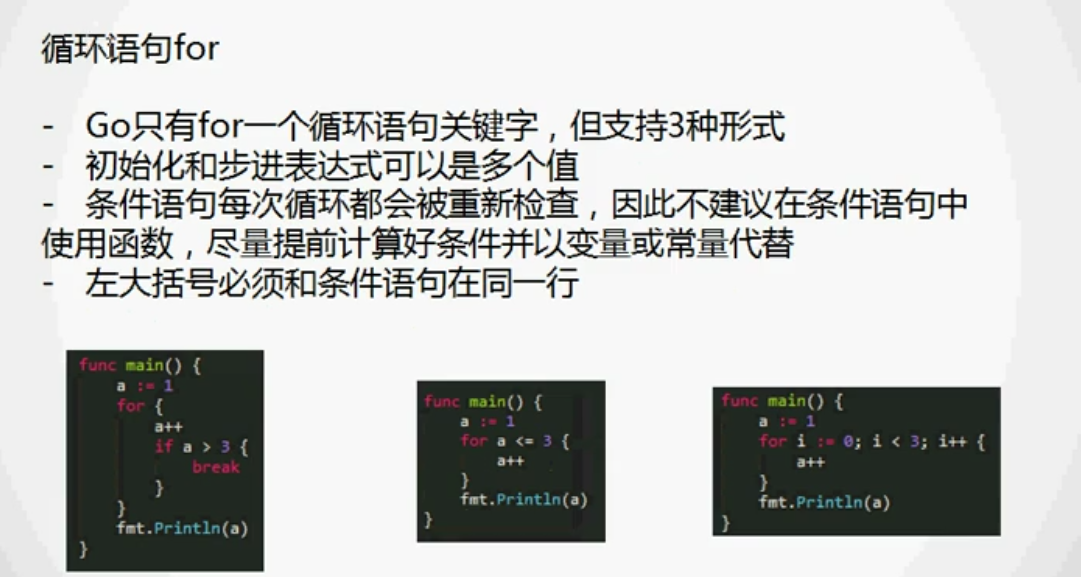 循环语句for
- Go只有for一个循环语句关键字，但支持3种形式
- 初始化和步进表达式可以是多个值
- 条件语句每次循环都会被重新检查，因此不建议在条件语句中
使用函数，尽量提前计算好条件并以变量或常量代替
- 左大括号必须和条件语句在同一行
func main() {
    a := 1
    for {
        a++
        if a > 3 {
            break
        }
    }
    fmt.Println(a)
}
func main() {
    a := 1
    for a <= 3 {
        a++
    }
    fmt.Println(a)
}
func main() {
    a := 1
    for i := 0; i < 3; i++ {
        a++
    }
    fmt.Println(a)
}